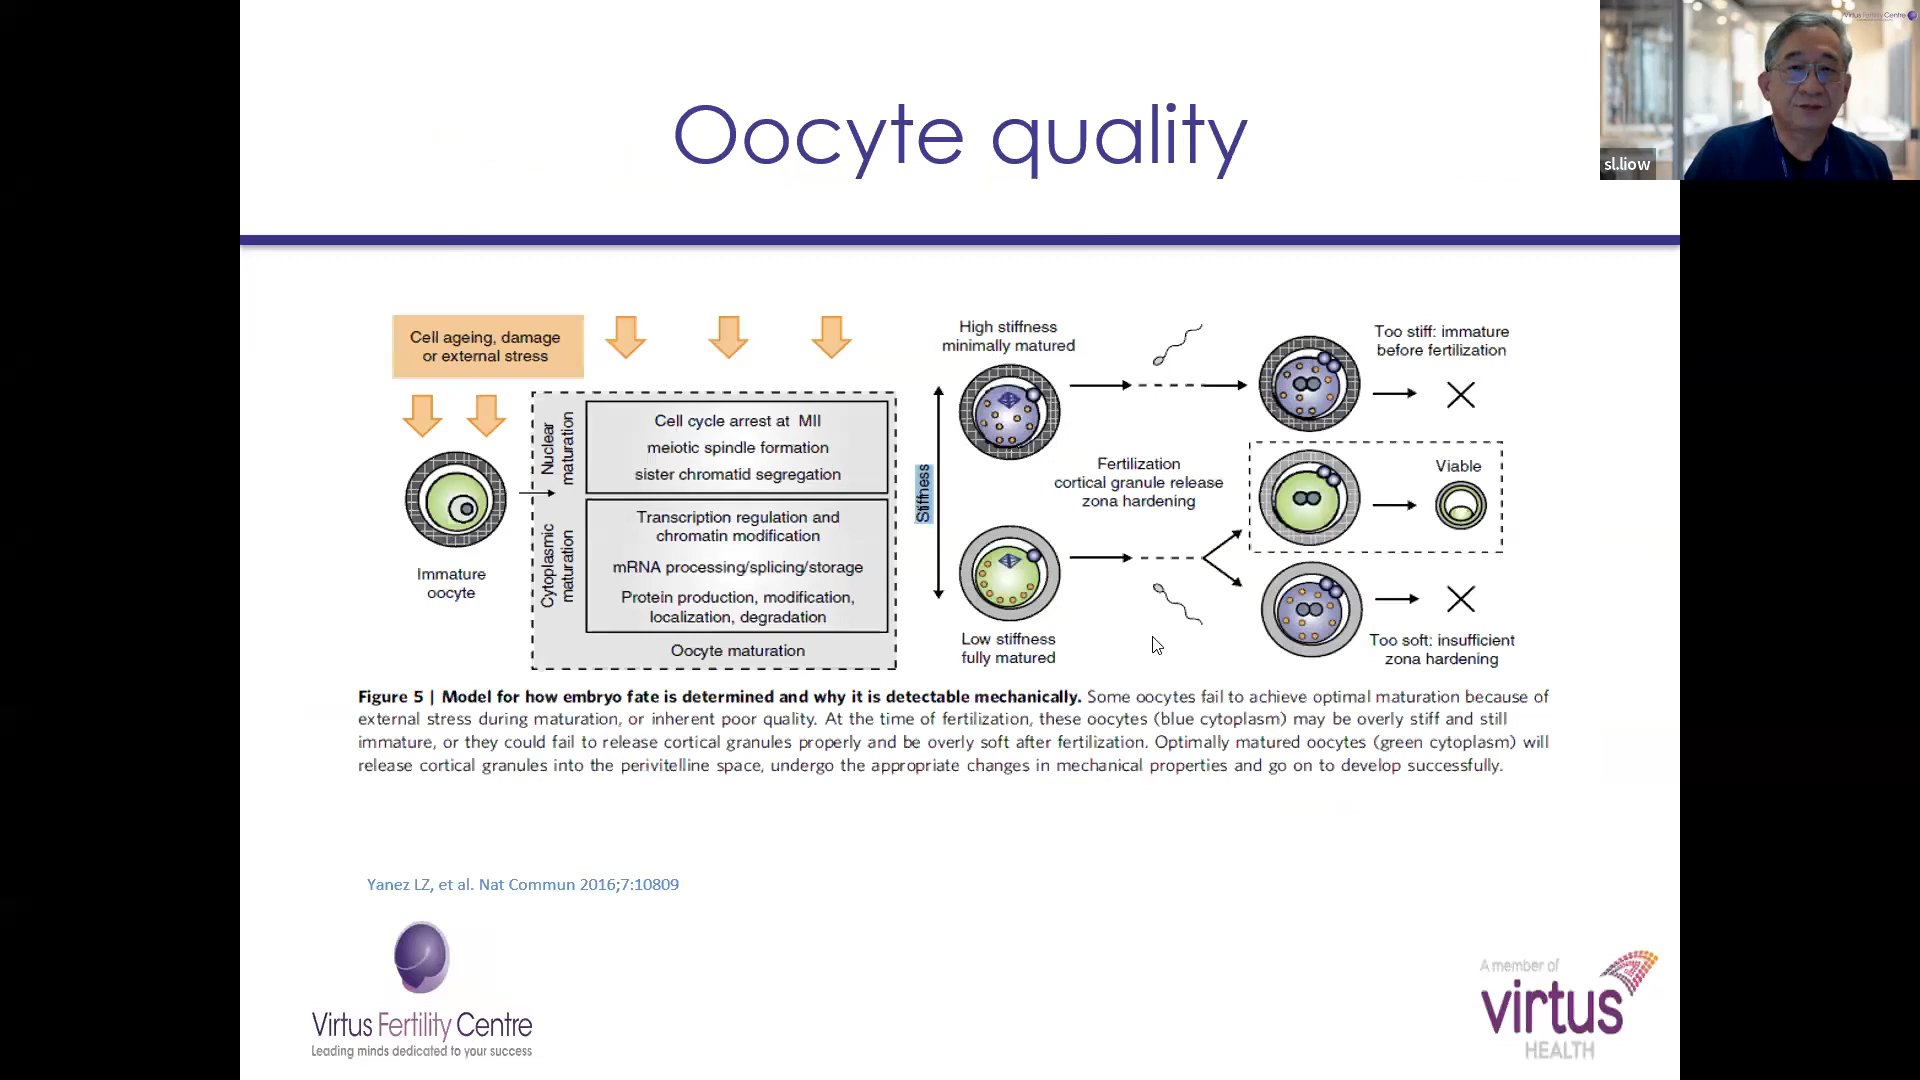 Oocyte quality
Virtus Fertility Centre
sl.liow
Cell ageing, damage
or external stress
Immature
oocyte
Nuclear
maturation
Cell cycle arrest at MII
meiotic spindle formation
sister chromatid segregation
Cytoplasmic
maturation
Transcription regulation and
chromatin modification
mRNA processing/splicing/storage
Protein production, modification,
localization, degradation
Oocyte maturation
Stiffness
High stiffness
minimally matured
Low stiffness
fully matured
Fertilization
cortical granule release
zona hardening
Too stiff: immature
before fertilization
Viable
Too soft: insufficient
zona hardening
Figure 5 | Model for how embryo fate is determined and why it is detectable mechanically. Some oocytes fail to achieve optimal maturation because of
external stress during maturation, or inherent poor quality. At the time of fertilization, these oocytes (blue cytoplasm) may be overly stiff and still
immature, or they could fail to release cortical granules properly and be overly soft after fertilization. Optimally matured oocytes (green cytoplasm) will
release cortical granules into the perivitelline space, undergo the appropriate changes in mechanical properties and go on to develop successfully.
Yanez LZ, et al. Nat Commun 2016;7:10809
Virtus Fertility Centre
Leading minds dedicated to your success
A member of
virtus
HEALTH